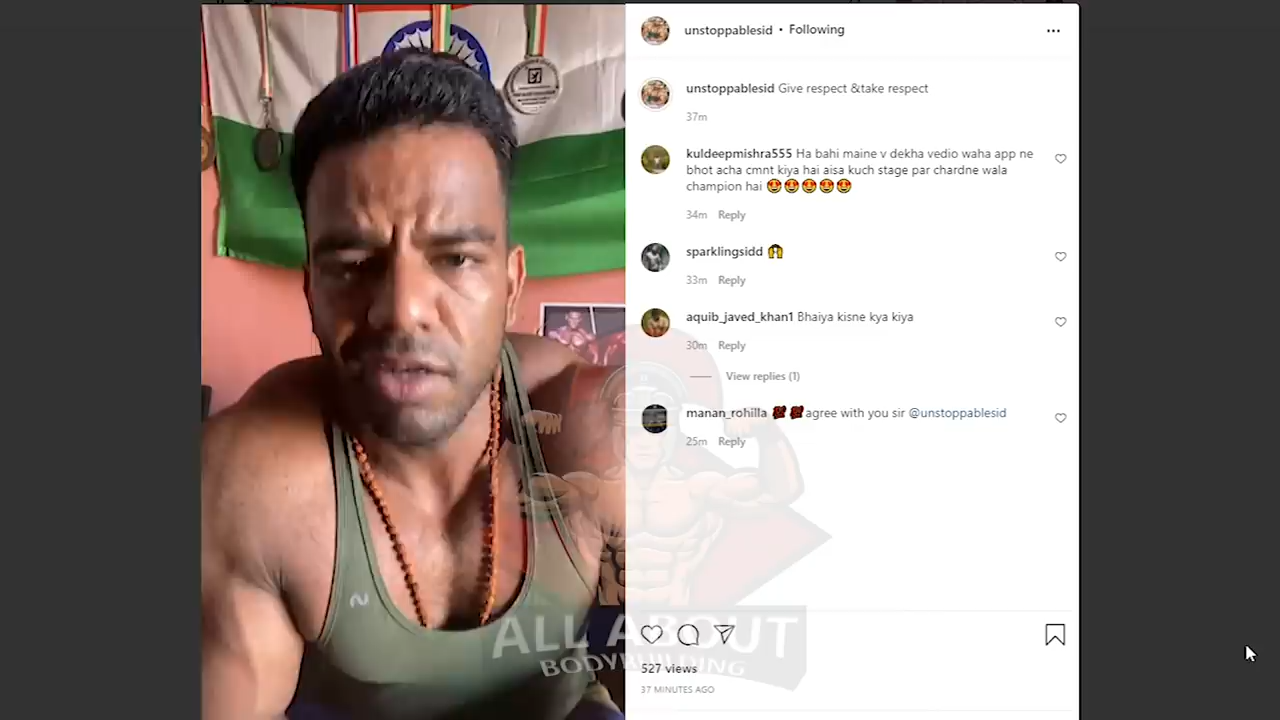 unstoppablesid • Following
unstoppablesid Give respect &take respect
37m
kuldeepmishra555 Ha bahi maine v dekha vedio waha app ne
bhot acha cmnt kiya hai aisa kuch stage par chardne wala
champion hai 😍😍😍😍😍
34m Reply
sparklingsidd 🙌
33m Reply
aquib_javed_khan1 Bhaiya kisne kya kiya
30m Reply
View replies (1)
manan_rohilla 💯💯agree with you sir @unstoppablesid
25m Reply
ALL ABOUT
BODYBUILDING
527 views
37 MINUTES AGO